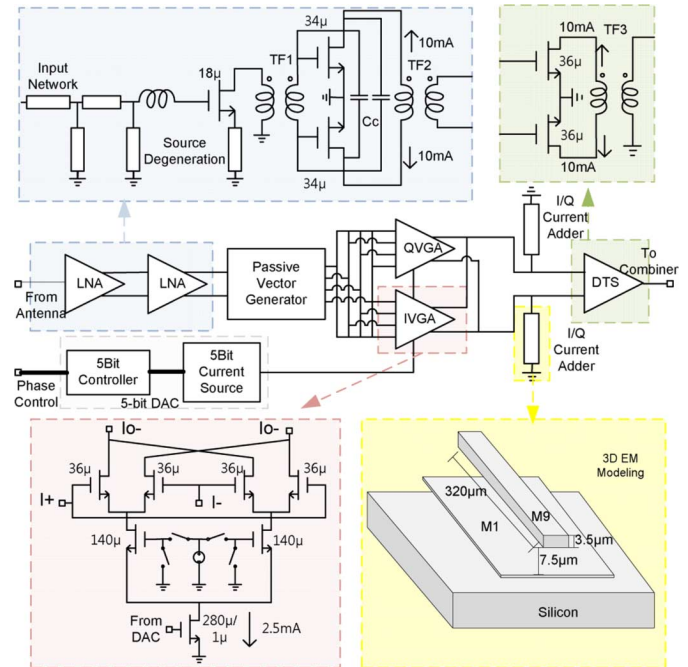 Input
Network
18μ
Source
Degeneration
TF1
34μ
34μ
Cc
10mA
TF2
10mA
10mA
TF3
36μ
36μ
10mA
I/Q
Current
Adder
From
Antenna
LNA
LNA
Passive
Vector
Generator
QVGA
IVGA
DTS
To
Combiner
I/Q
Current
Adder
Phase
Control
5Bit
Controller
5Bit
Current
Source
5-bit DAC
Io-
Io-
36μ
36μ
36μ
36μ
I+
I-
140μ
140μ
From
DAC
280μ/
1μ
2.5mA
3D EM
Modeling
320μm
M9
M1
3.5μm
7.5μm
Silicon